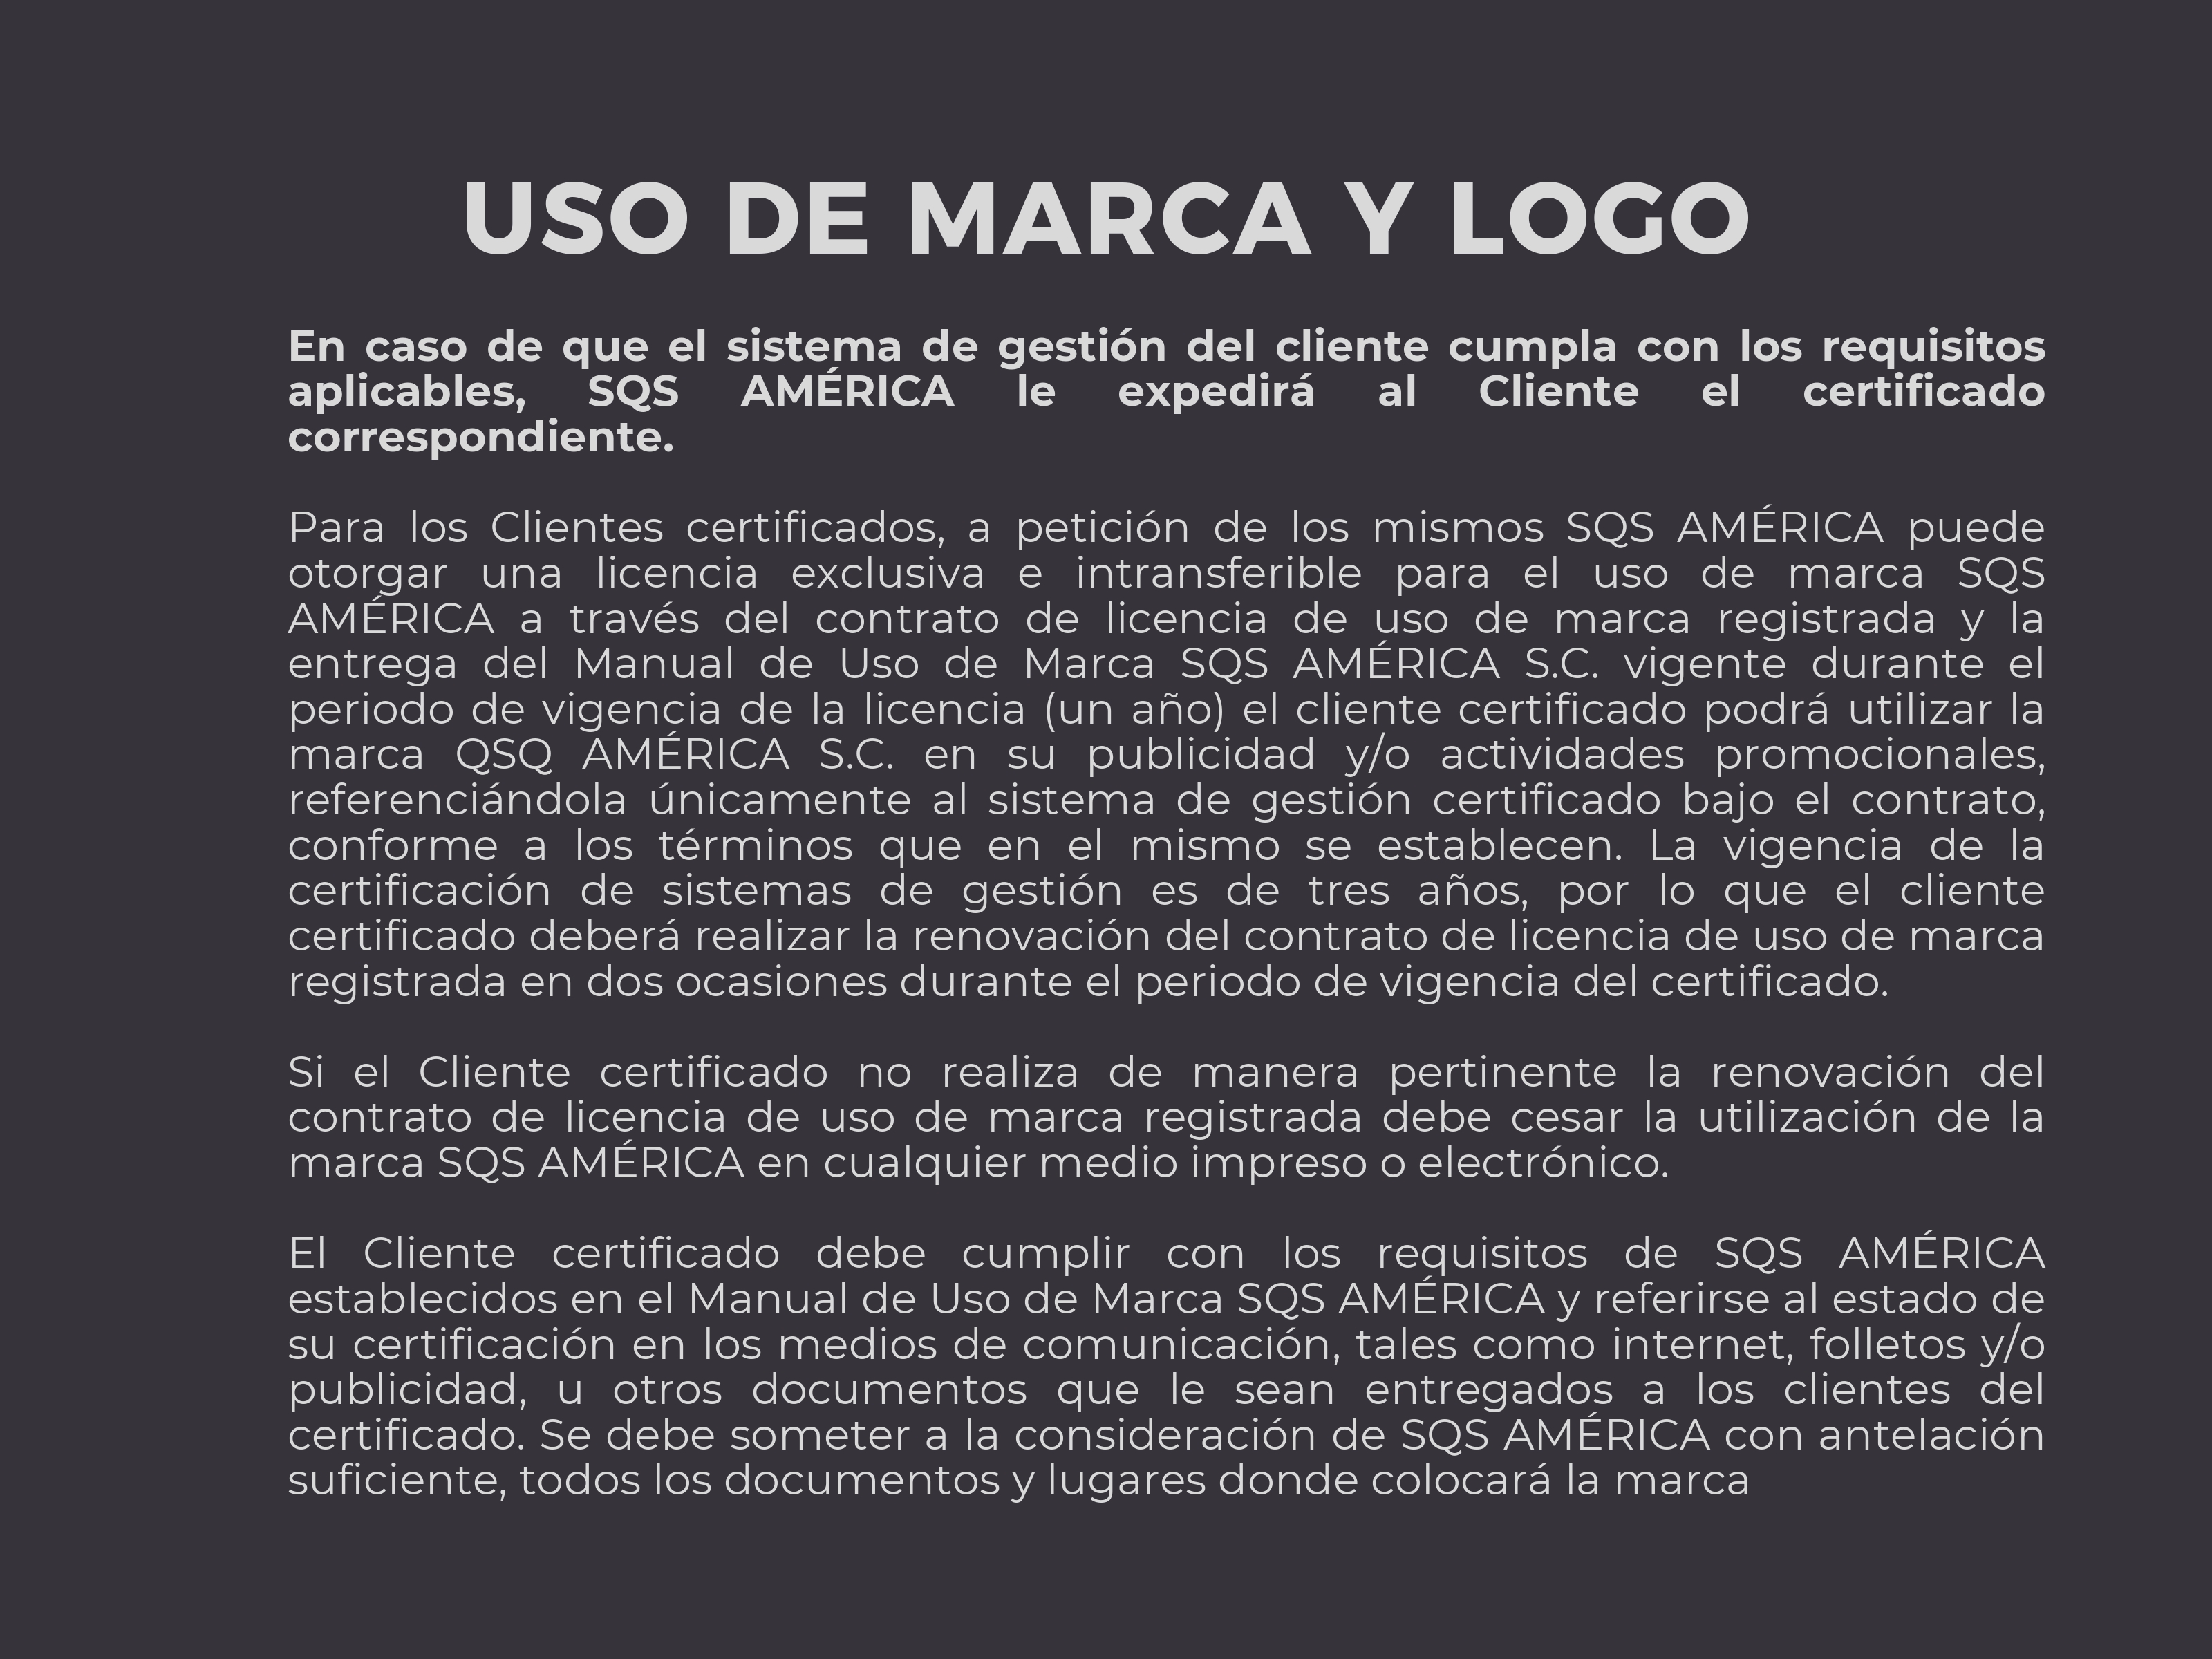 USO DE MARCA Y LOGO
En caso de que el sistema de gestión del cliente cumpla con los requisitos
aplicables, SQS AMÉRICA le expedirá al Cliente el certificado
correspondiente.
Para los Clientes certificados, a petición de los mismos SQS AMÉRICA puede
otorgar una licencia exclusiva e intransferible para el uso de marca SQS
AMÉRICA a través del contrato de licencia de uso de marca registrada y la
entrega del Manual de Uso de Marca SQS AMÉRICA S.C. vigente durante el
periodo de vigencia de la licencia (un año) el cliente certificado podrá utilizar la
marca QSQ AMÉRICA S.C. en su publicidad y/o actividades promocionales,
referenciándola únicamente al sistema de gestión certificado bajo el contrato,
conforme a los términos que en el mismo se establecen. La vigencia de la
certificación de sistemas de gestión es de tres años, por lo que el cliente
certificado deberá realizar la renovación del contrato de licencia de uso de marca
registrada en dos ocasiones durante el periodo de vigencia del certificado.
Si el Cliente certificado no realiza de manera pertinente la renovación del
contrato de licencia de uso de marca registrada debe cesar la utilización de la
marca SQS AMÉRICA en cualquier medio impreso o electrónico.
El Cliente certificado debe cumplir con los requisitos de SQS AMÉRICA
establecidos en el Manual de Uso de Marca SQS AMÉRICA y referirse al estado de
su certificación en los medios de comunicación, tales como internet, folletos y/o
publicidad, u otros documentos que le sean entregados a los clientes del
certificado. Se debe someter a la consideración de SQS AMÉRICA con antelación
suficiente, todos los documentos y lugares donde colocará la marca